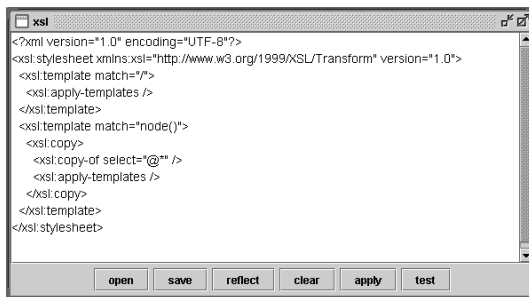 xsl
<?xml version="1.0" encoding="UTF-8"?>
<xsl:stylesheet xmlns:xsl="http://www.w3.org/1999/XSL/Transform" version="1.0">
  <xsl:template match="/">
    <xsl:apply-templates />
  </xsl:template>
  <xsl:template match="node()">
    <xsl:copy>
      <xsl:copy-of select="@*" />
      <xsl:apply-templates />
    </xsl:copy>
  </xsl:template>
</xsl:stylesheet>
open save reflect clear apply test